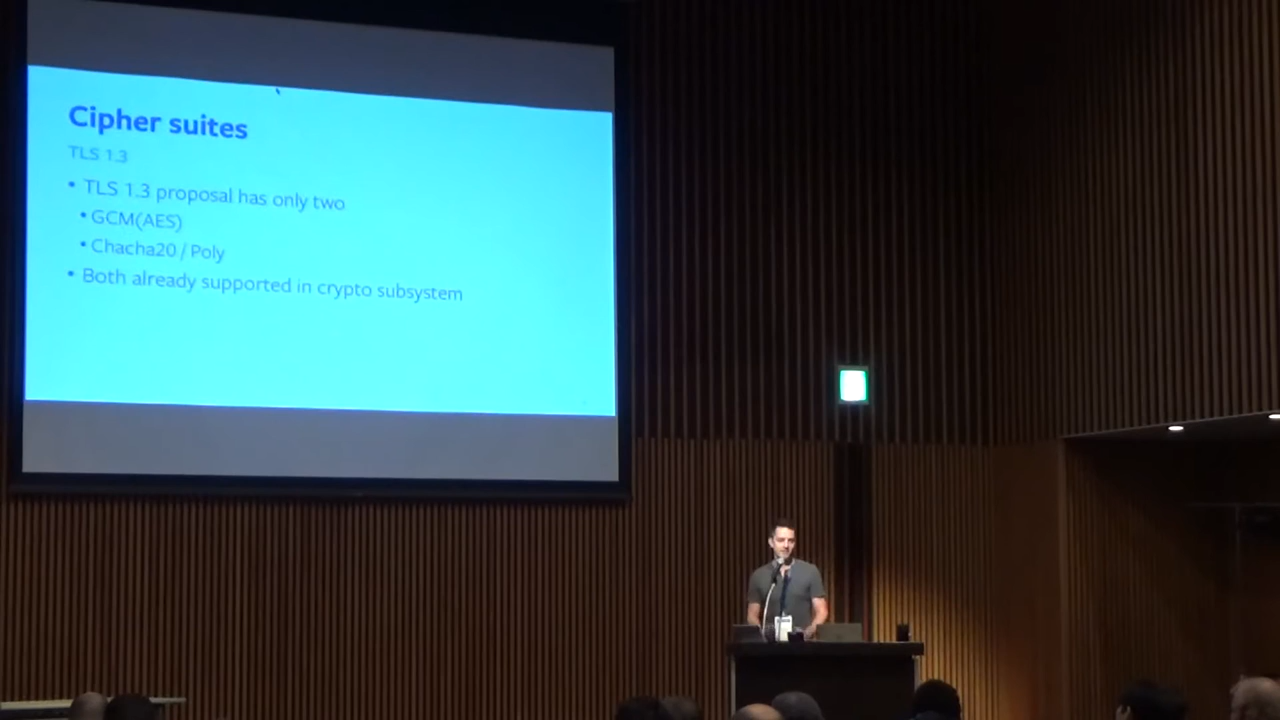 Cipher suites
TLS 1.3
• TLS 1.3 proposal has only two
• GCM(AES)
• Chacha20 / Poly
• Both already supported in crypto subsystem